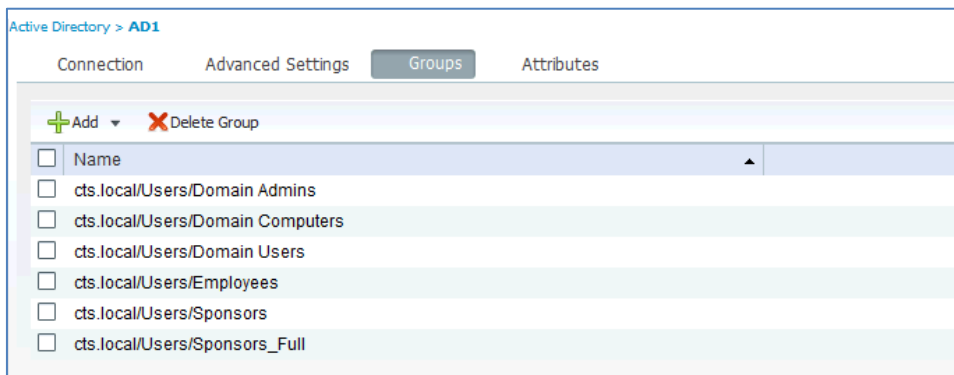 Active Directory > AD1
Connection Advanced Settings Groups Attributes
Add Delete Group
Name
cts.local/Users/Domain Admins
cts.local/Users/Domain Computers
cts.local/Users/Domain Users
cts.local/Users/Employees
cts.local/Users/Sponsors
cts.local/Users/Sponsors_Full